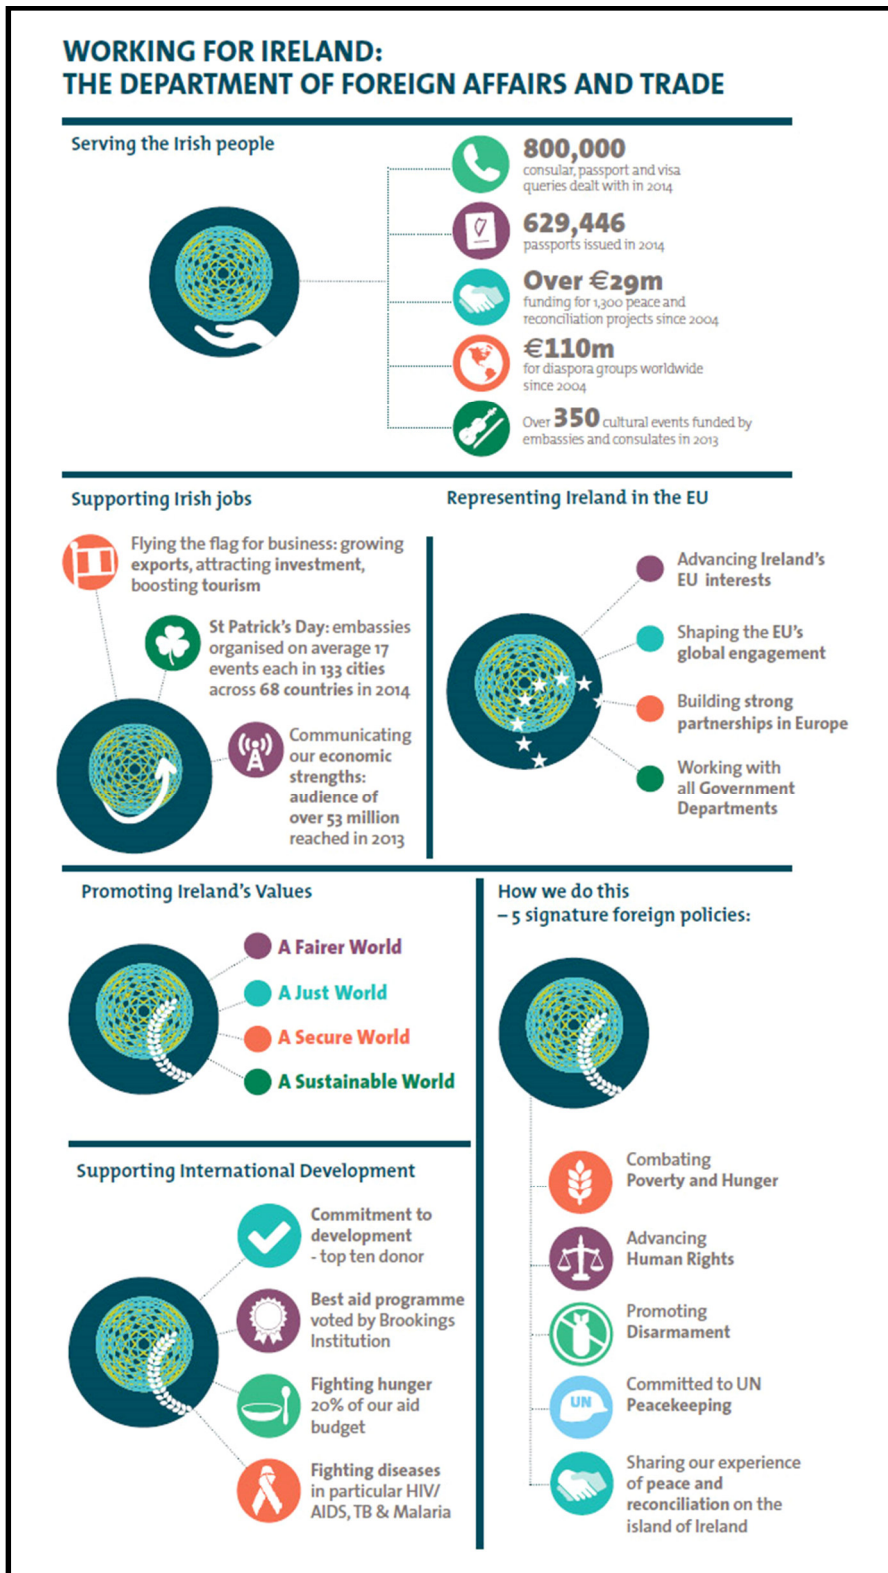 WORKING FOR IRELAND:
THE DEPARTMENT OF FOREIGN AFFAIRS AND TRADE
Serving the Irish people
800,000
consular, passport and visa
queries dealt with in 2014
629,446
passports issued in 2014
Over €29m
funding for 1,300 peace and
reconciliation projects since 2004
€110m
for diaspora groups worldwide
since 2004
Over 350 cultural events funded by
embassies and consulates in 2013
Supporting Irish jobs
Flying the flag for business: growing
exports, attracting investment,
boosting tourism
St Patrick's Day: embassies
organised on average 17
events each in 133 cities
across 68 countries in 2014
Communicating
our economic
strengths:
audience of
over 53 million
reached in 2013
Representing Ireland in the EU
Advancing Ireland's
EU interests
Shaping the EU's
global engagement
Building strong
partnerships in Europe
Working with
all Government
Departments
Promoting Ireland's Values
A Fairer World
A Just World
A Secure World
A Sustainable World
Supporting International Development
Commitment to
development
- top ten donor
Best aid programme
voted by Brookings
Institution
Fighting hunger
20% of our aid
budget
Fighting diseases
in particular HIV/
AIDS, TB & Malaria
How we do this
– 5 signature foreign policies:
Combating
Poverty and Hunger
Advancing
Human Rights
Promoting
Disarmament
UN
Committed to UN
Peacekeeping
Sharing our experience
of peace and
reconciliation on the
island of Ireland